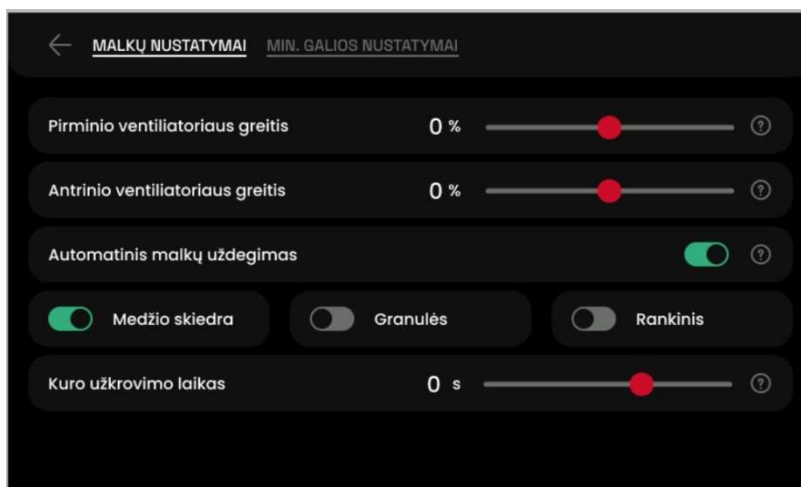 MALKŲ NUSTATYMAI MIN. GALIOS NUSTATYMAI
Pirminio ventiliatoriaus greitis 0 % ?
Antrinio ventiliatoriaus greitis 0 % ?
Automatinis malkų uždegimas ?
Medžio skiedra Granulės Rankinis
Kuro užkrovimo laikas 0 s ?